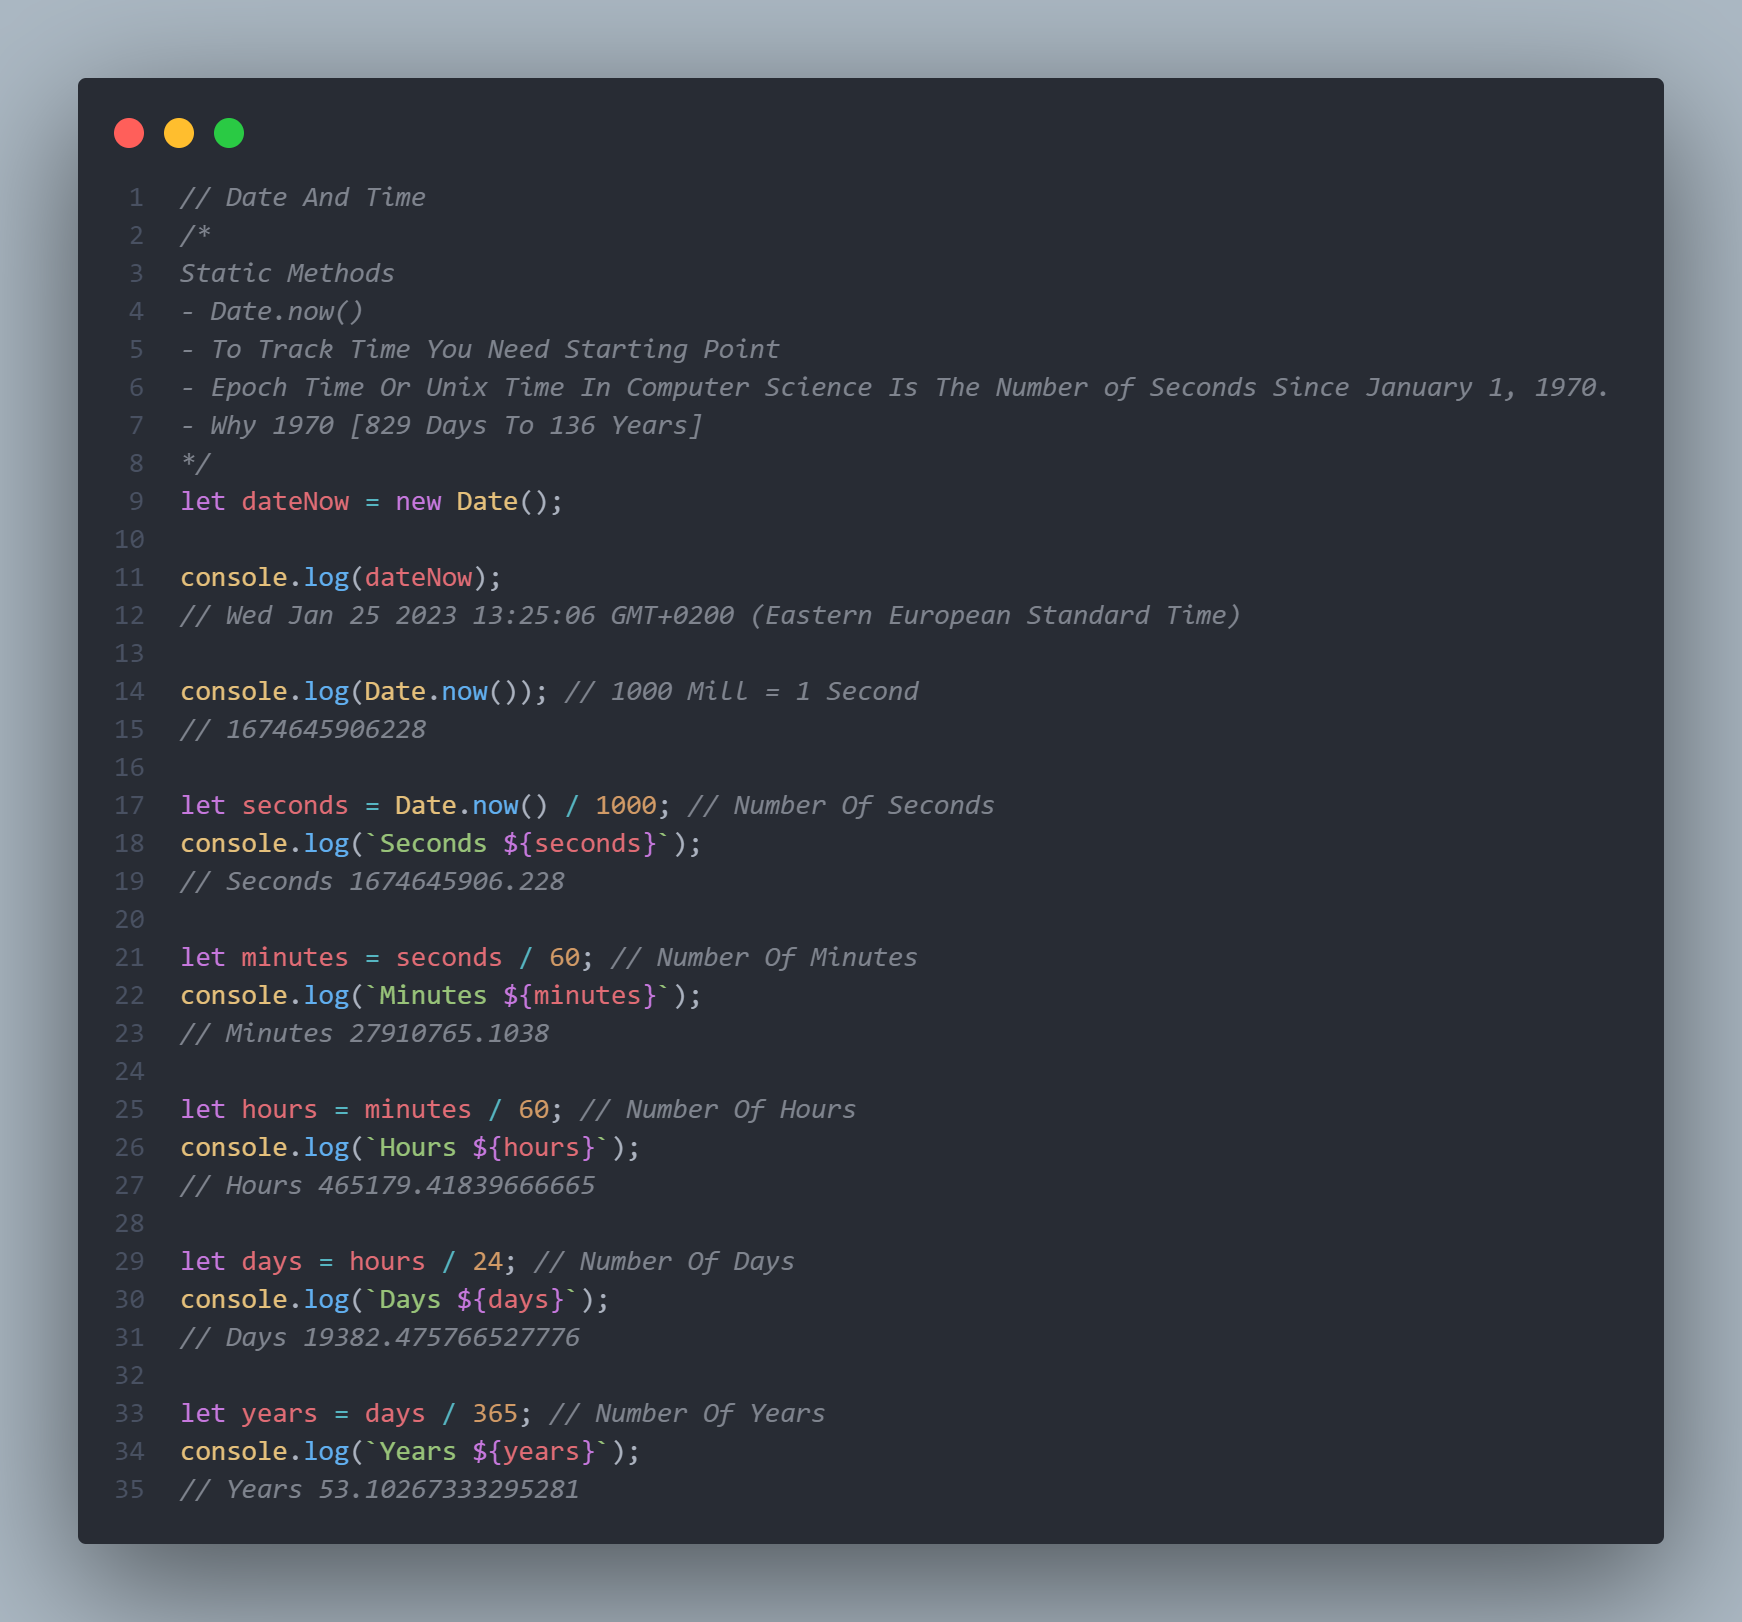 1 // Date And Time
2 /*
3 Static Methods
4 - Date.now()
5 - To Track Time You Need Starting Point
6 - Epoch Time Or Unix Time In Computer Science Is The Number of Seconds Since January 1, 1970.
7 - Why 1970 [829 Days To 136 Years]
8 */
9 let dateNow = new Date();
10
11 console.log(dateNow);
12 // Wed Jan 25 2023 13:25:06 GMT+0200 (Eastern European Standard Time)
13
14 console.log(Date.now()); // 1000 Mill = 1 Second
15 // 1674645906228
16
17 let seconds = Date.now() / 1000; // Number Of Seconds
18 console.log(`Seconds ${seconds}`);
19 // Seconds 1674645906.228
20
21 let minutes = seconds / 60; // Number Of Minutes
22 console.log(`Minutes ${minutes}`);
23 // Minutes 27910765.1038
24
25 let hours = minutes / 60; // Number Of Hours
26 console.log(`Hours ${hours}`);
27 // Hours 465179.41839666665
28
29 let days = hours / 24; // Number Of Days
30 console.log(`Days ${days}`);
31 // Days 19382.475766527776
32
33 let years = days / 365; // Number Of Years
34 console.log(`Years ${years}`);
35 // Years 53.10267333295281